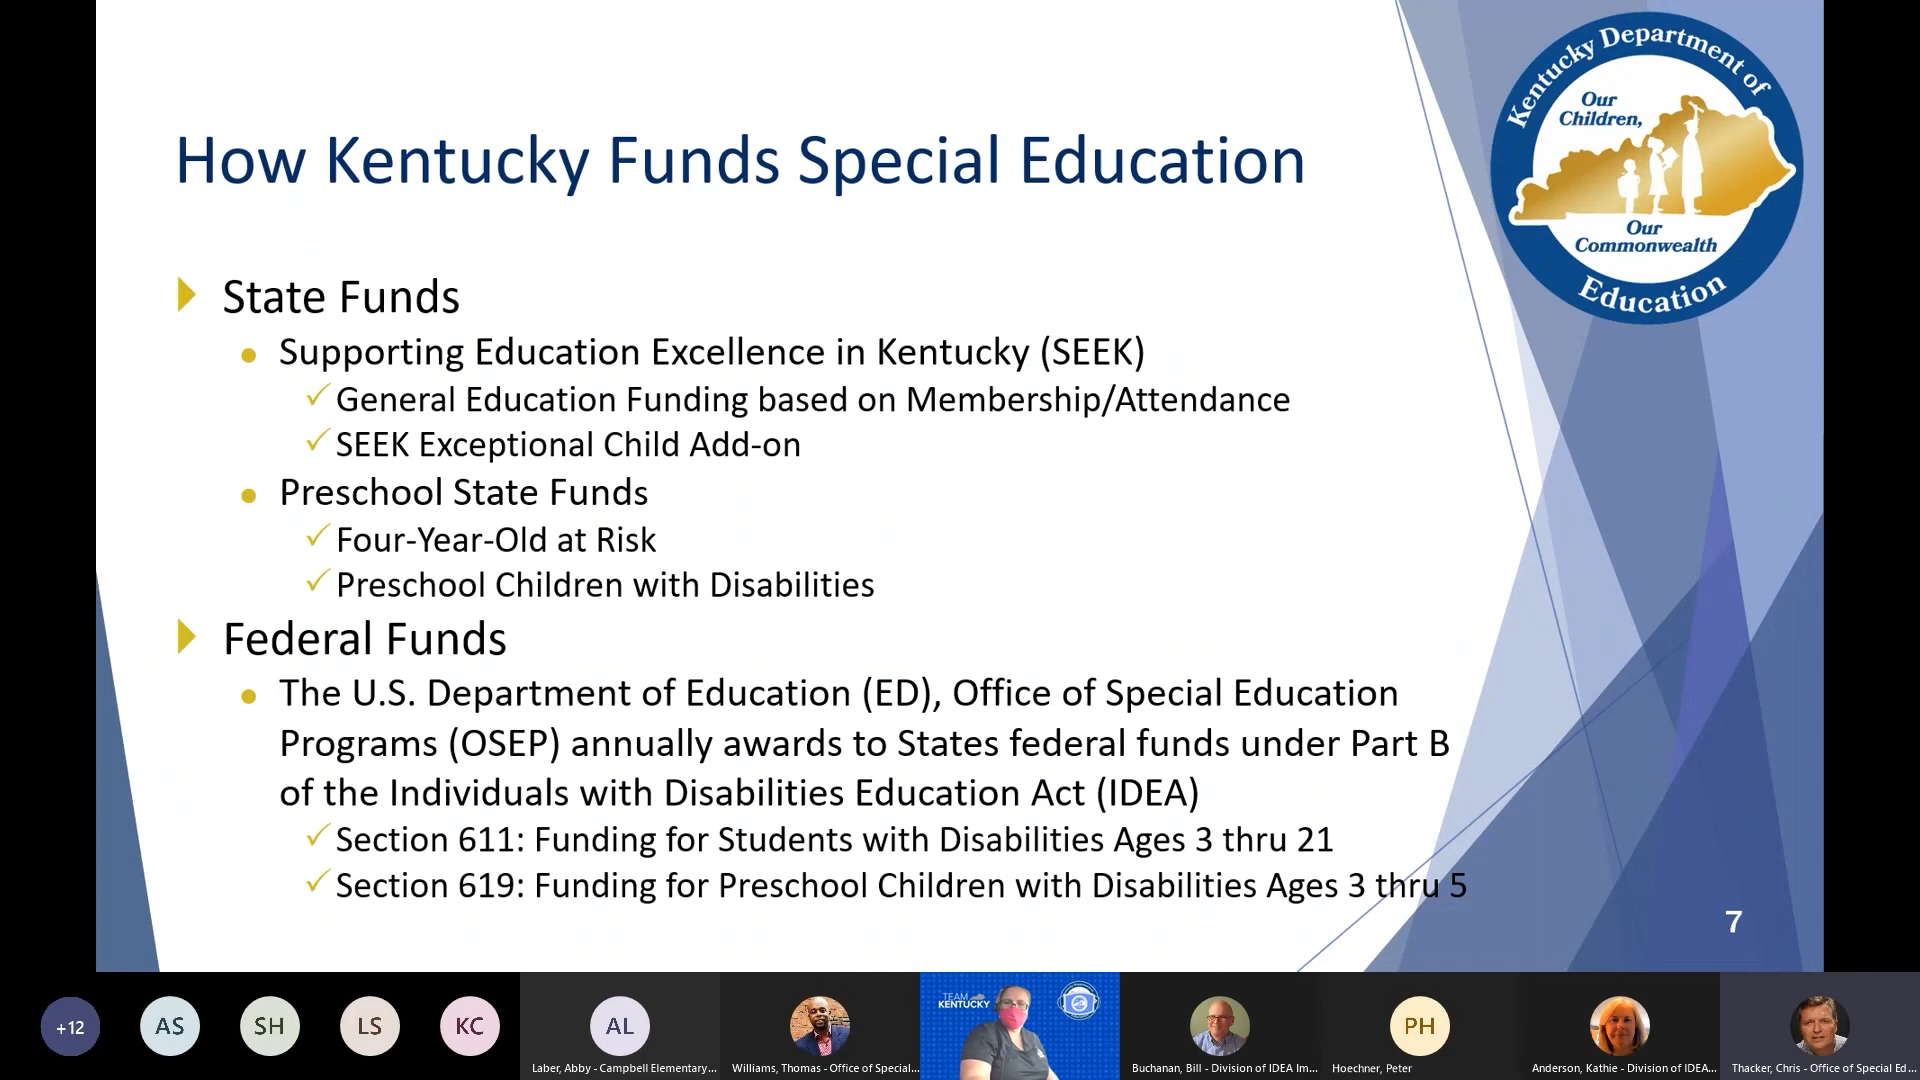 Kentucky Department of
Education
Our
Children,
Our
Commonwealth
How Kentucky Funds Special Education
State Funds
Supporting Education Excellence in Kentucky (SEEK)
General Education Funding based on Membership/Attendance
SEEK Exceptional Child Add-on
Preschool State Funds
Four-Year-Old at Risk
Preschool Children with Disabilities
Federal Funds
The U.S. Department of Education (ED), Office of Special Education
Programs (OSEP) annually awards to States federal funds under Part B
of the Individuals with Disabilities Education Act (IDEA)
Section 611: Funding for Students with Disabilities Ages 3 thru 21
Section 619: Funding for Preschool Children with Disabilities Ages 3 thru 5
7
+12
AS
SH
LS
KC
AL
Laber, Abby - Campbell Elementary...
Williams, Thomas - Office of Special...
TEAM
KENTUCKY
Buchanan, Bill - Division of IDEA Im...
PH
Hoechner, Peter
Anderson, Kathie - Division of IDEA...
Thacker, Chris - Office of Special Ed ...